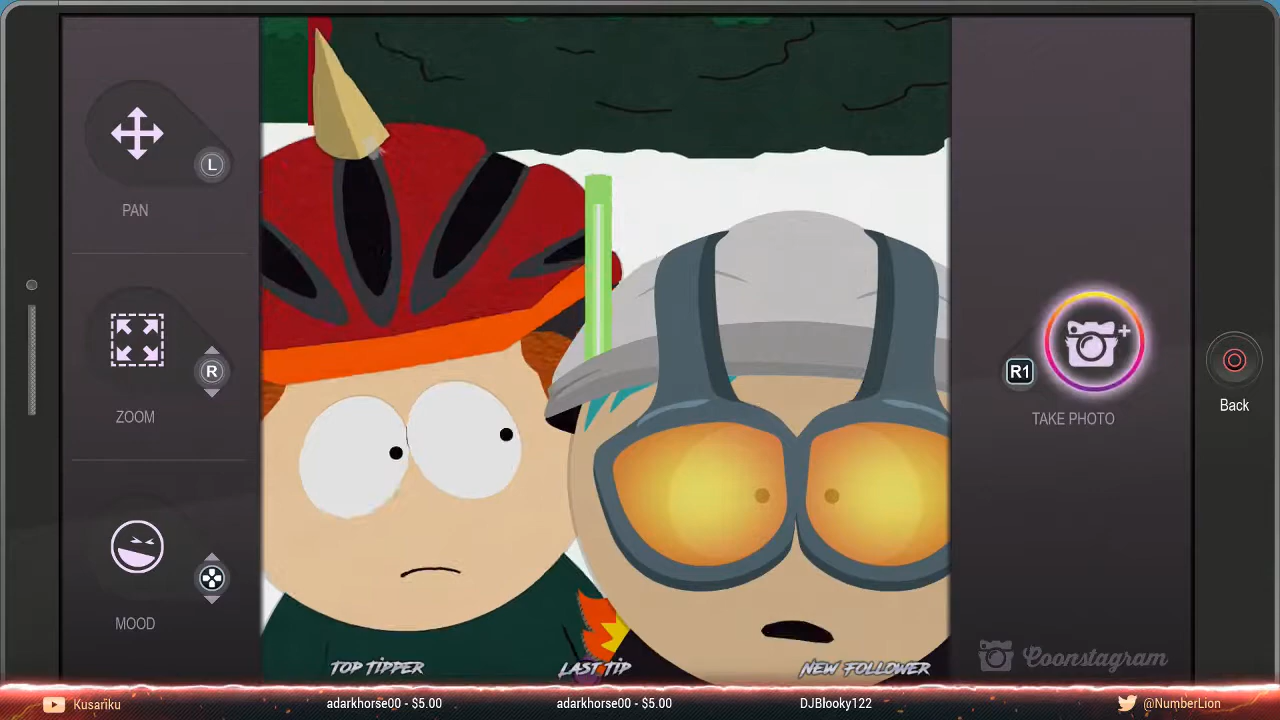 L
PAN
R
ZOOM
MOOD
R1
TAKE PHOTO
Back
Coonstagram
TOP TIPPER
LAST TIP
NEW FOLLOWER
Kusariku
adarkhorse00 - $5.00
adarkhorse00 - $5.00
DJBlooky122
@NumberLion